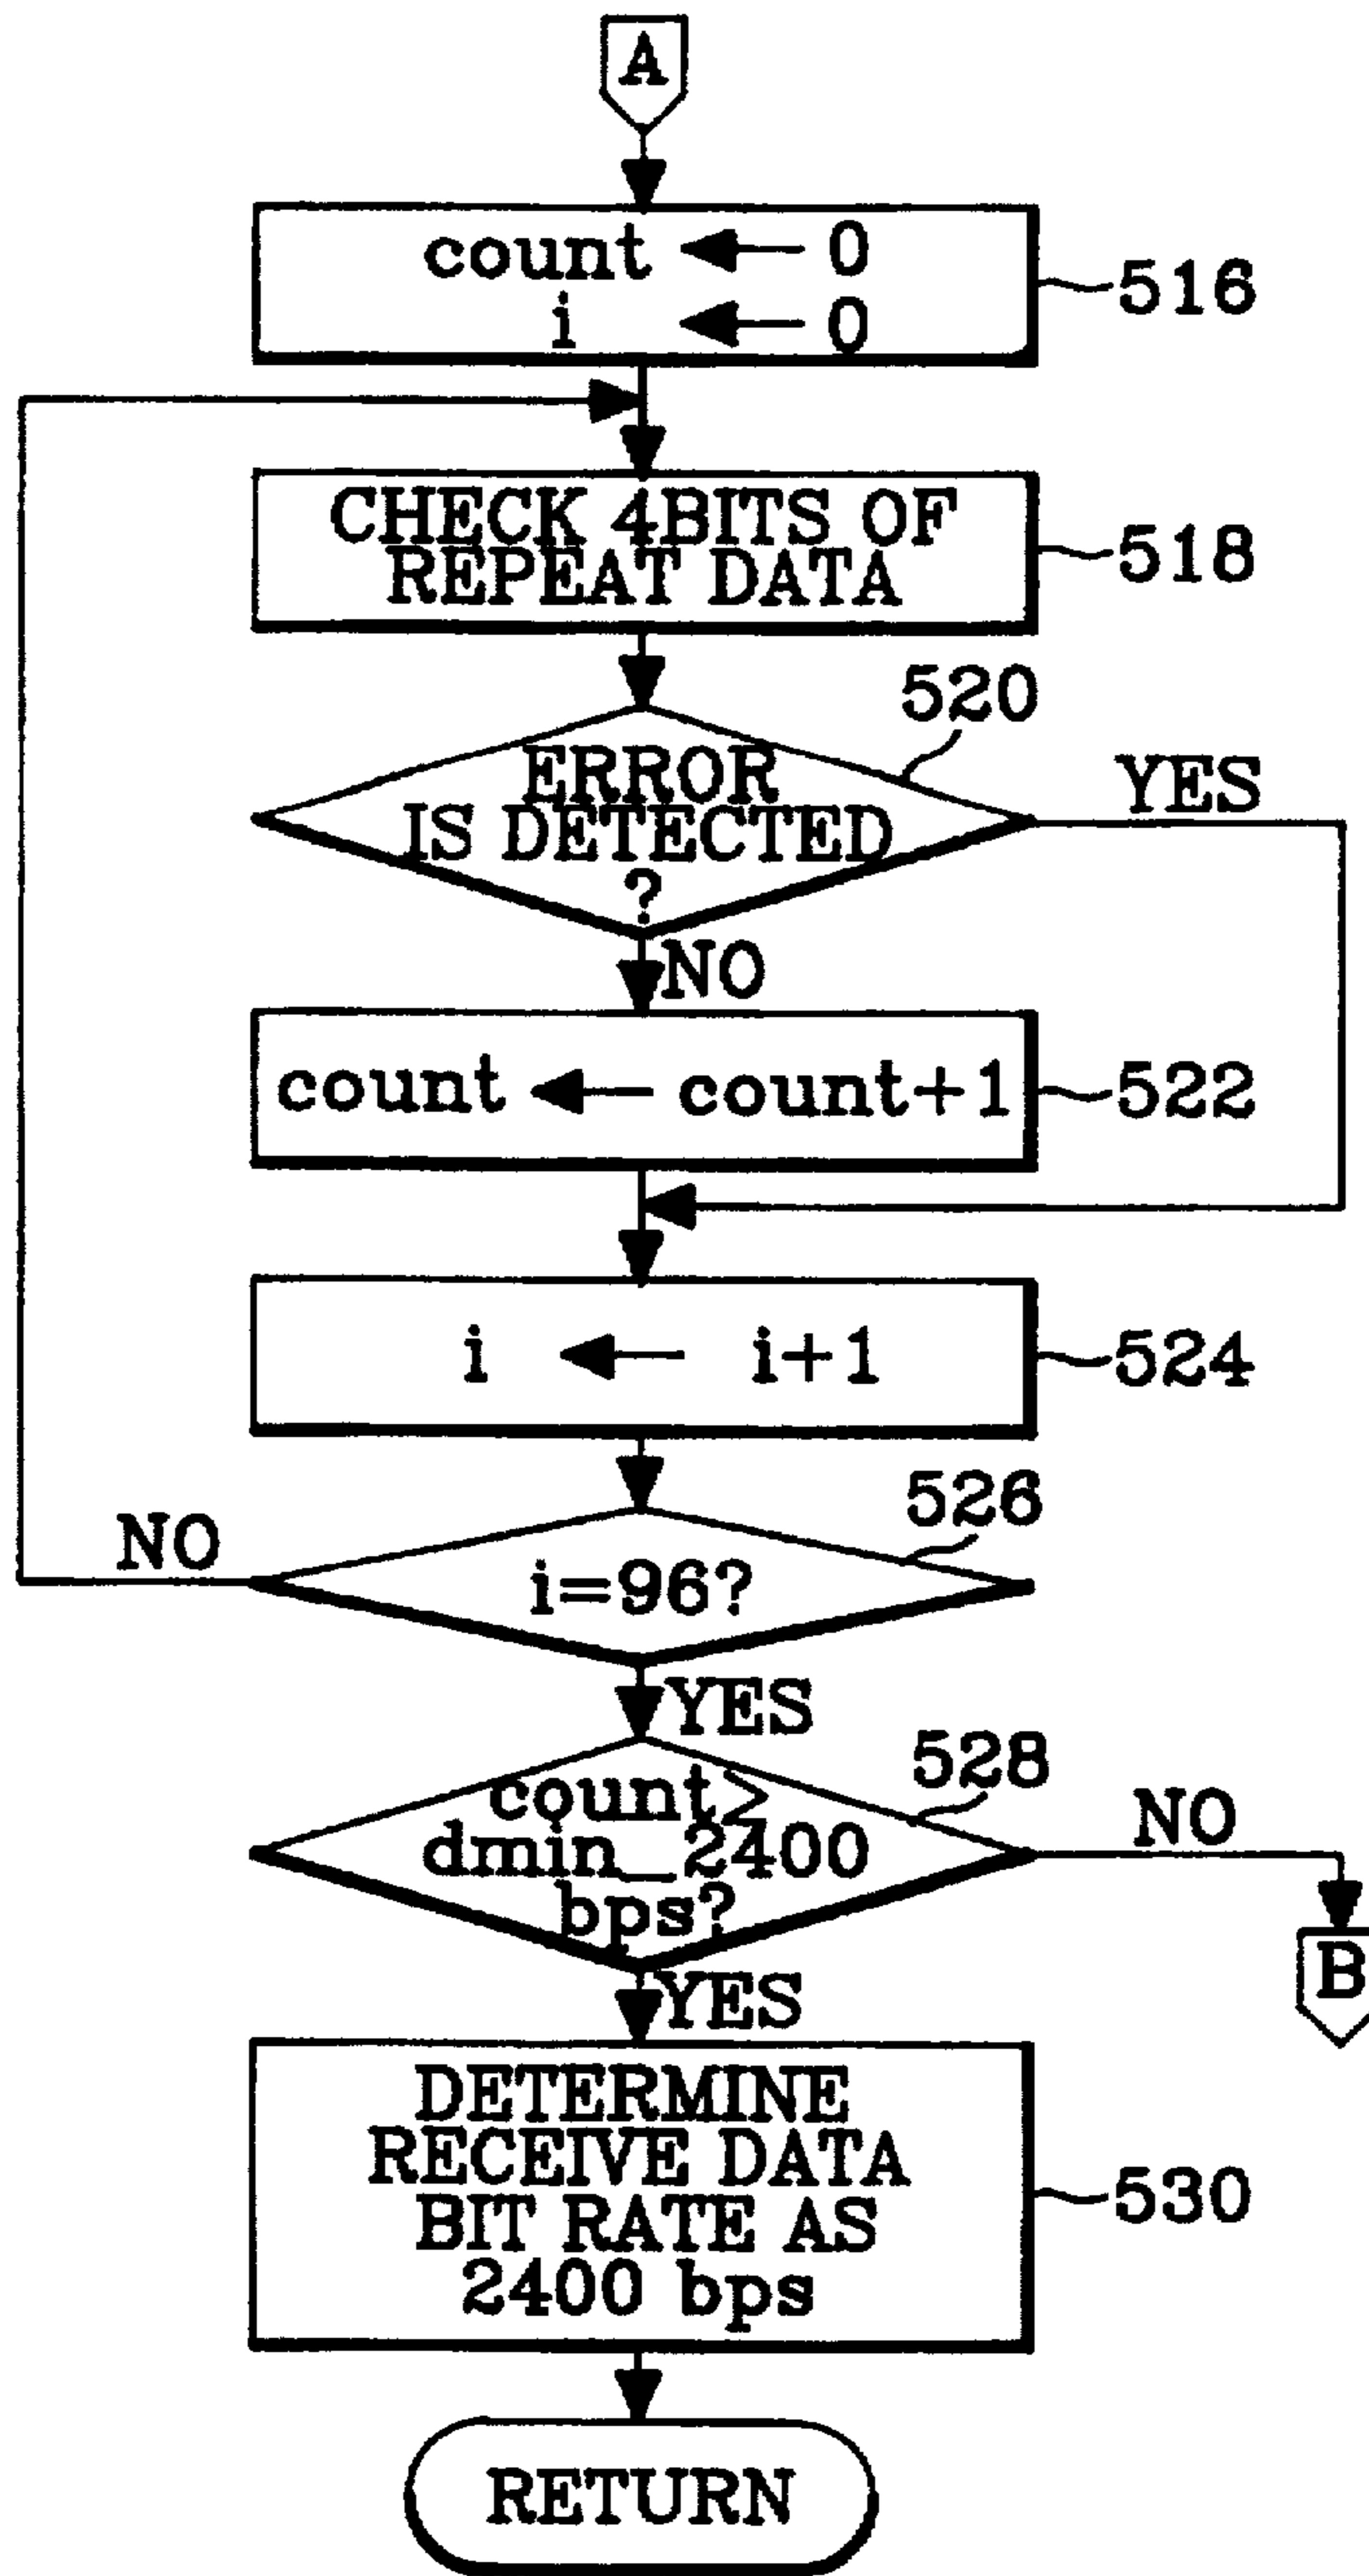 A
count ← 0
i ← 0
516
CHECK 4BITS OF
REPEAT DATA
518
520
ERROR
IS DETECTED
?
YES
NO
count ← count+1
522
i ← i+1
524
526
NO
i=96?
YES
528
count>
dmin_2400
bps?
NO
B
YES
DETERMINE
RECEIVE DATA
BIT RATE AS
2400 bps
530
RETURN